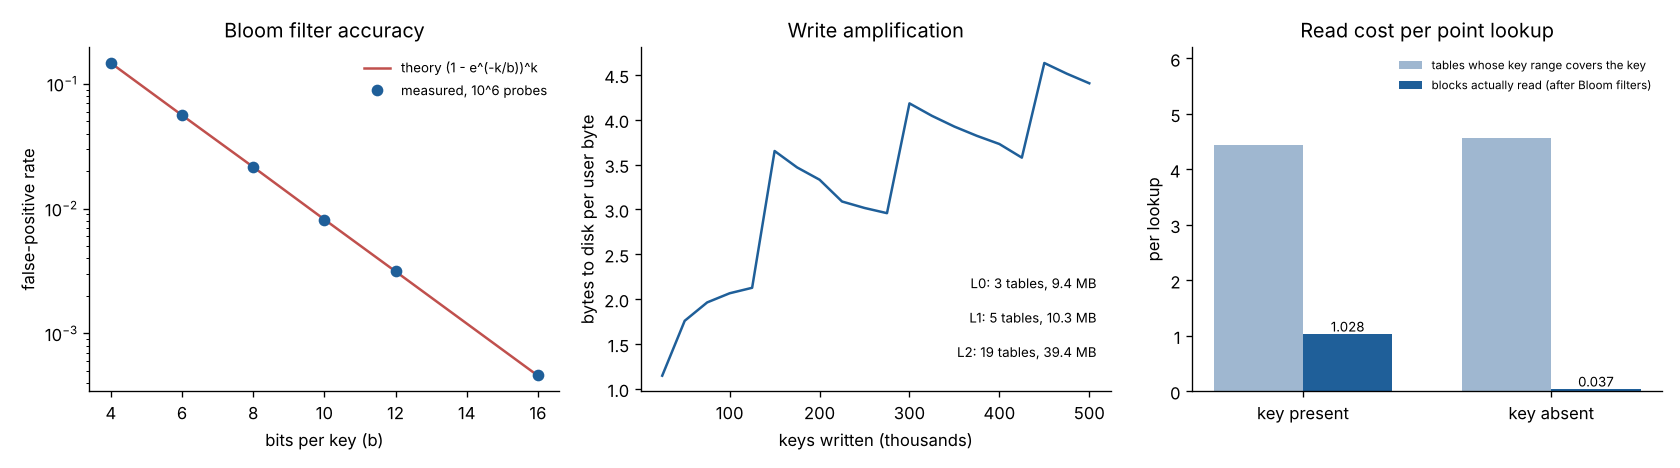 Bloom filter accuracy
theory (1 - e^(-k/b))^k
measured, 10^6 probes
false-positive rate
10⁻¹
10⁻²
10⁻³
4 6 8 10 12 14 16
bits per key (b)
Write amplification
bytes to disk per user byte
4.5
4.0
3.5
3.0
2.5
2.0
1.5
1.0
L0: 3 tables, 9.4 MB
L1: 5 tables, 10.3 MB
L2: 19 tables, 39.4 MB
100 200 300 400 500
keys written (thousands)
Read cost per point lookup
tables whose key range covers the key
blocks actually read (after Bloom filters)
per lookup
6
5
4
3
2
1
0
1.028
0.037
key present key absent